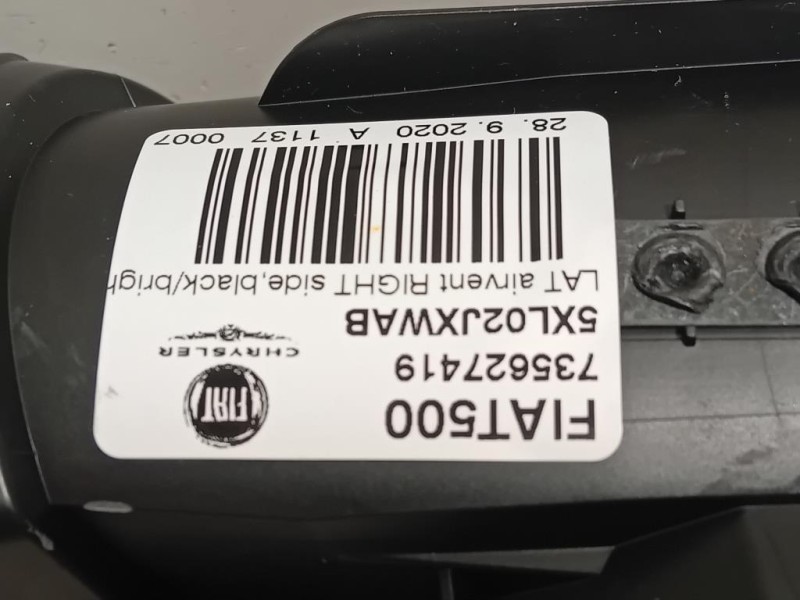 FIAT500
735627419
5XL02JXWAB
LAT airvent RIGHT side,black/brigh
28. 9. 2020 A 1137 0007
FIAT
CHRYSLER